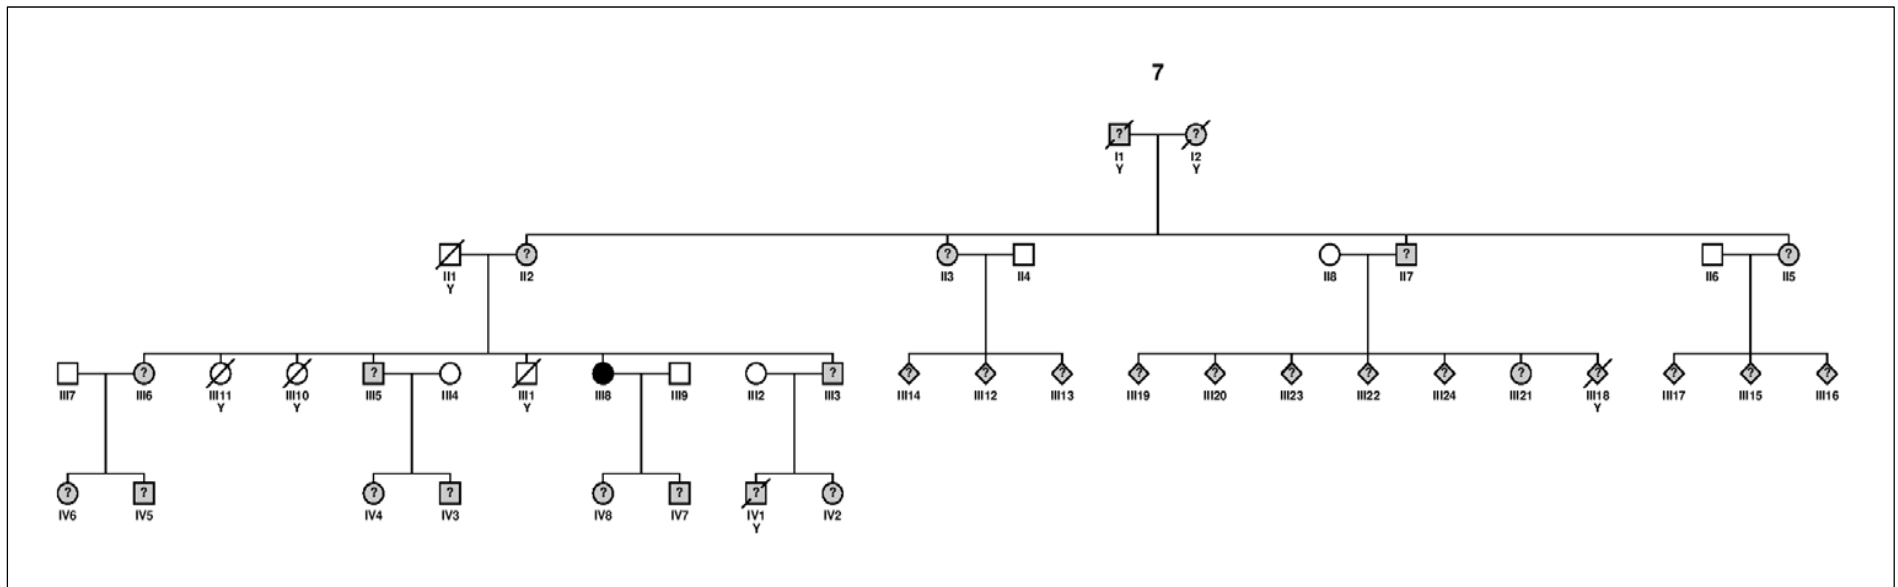 7
? ?
I1 I2
Y Y
? ? ? ?
II1 II2 II3 II4 II8 II7 II6 II5
Y
? ? ? ? ? ? ? ? ? ? ? ? ? ? ? ?
III7 III6 III11 III10 III5 III4 III1 III8 III9 III2 III3 III14 III12 III13 III19 III20 III23 III22 III24 III21 III18 III17 III15 III16
Y Y Y Y
? ? ? ? ? ? ? ?
IV6 IV5 IV4 IV3 IV8 IV7 IV1 IV2
Y